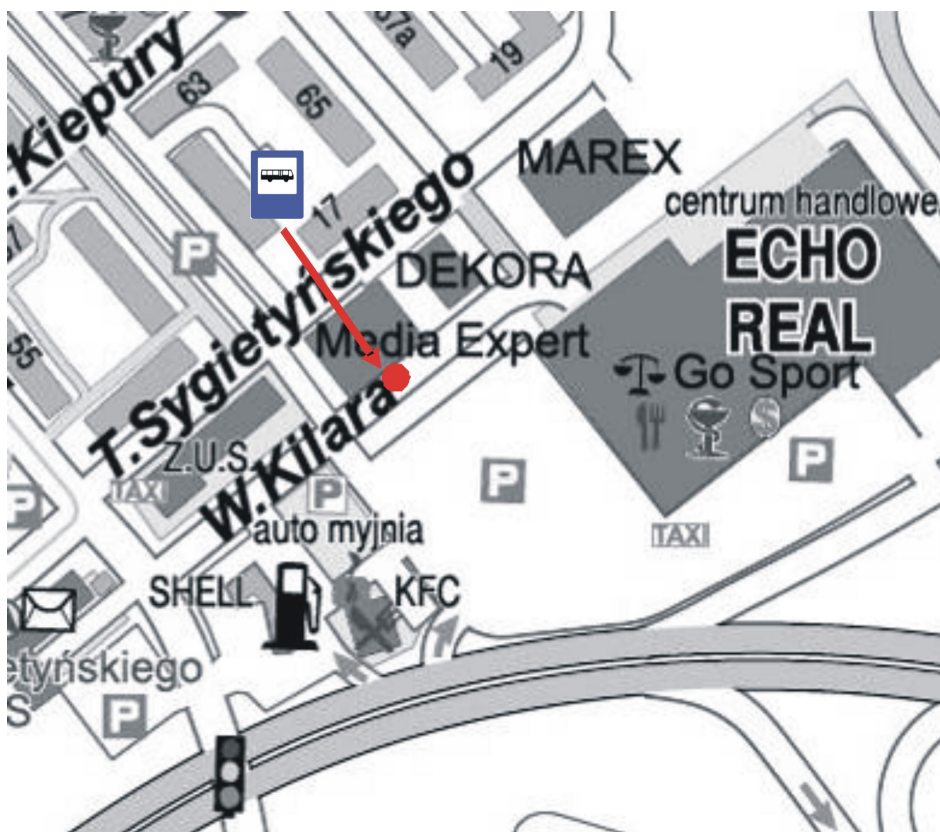 63
65
57a
19
.Kiepury
MAREX
centrum handlowe
ECHO
REAL
17
T.Sygietyńskiego
DEKORA
Media Expert
Go Sport
P
55
W.Kilara
Z.U.S.
TAXI
P
P
P
P
$
TAXI
auto myjnia
SHELL
KFC
etyńskiego
S
P